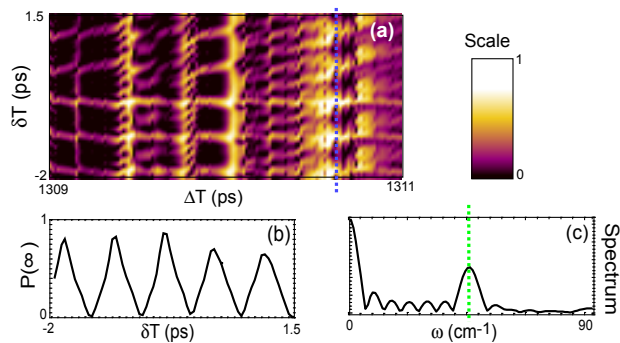 1.5
(a)
δT (ps)
-2
1309
ΔT (ps)
1311
Scale
1
0
1
(b)
P(∞)
0
-2
δT (ps)
1.5
(c)
Spectrum
0
ω (cm-1)
90